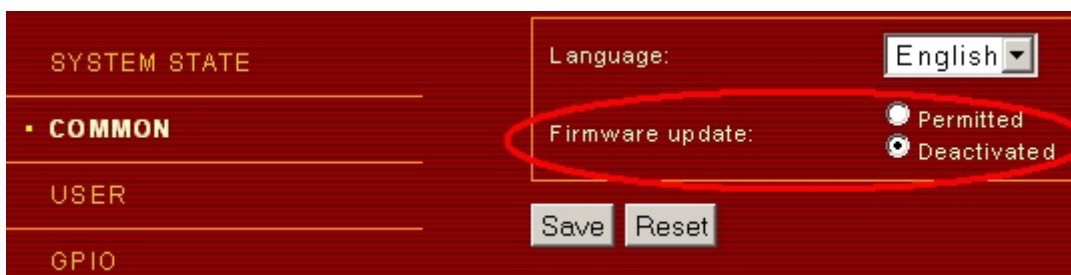 SYSTEM STATE
COMMON
USER
GPIO
Language:
English
Firmware update:
Permitted
Deactivated
Save
Reset